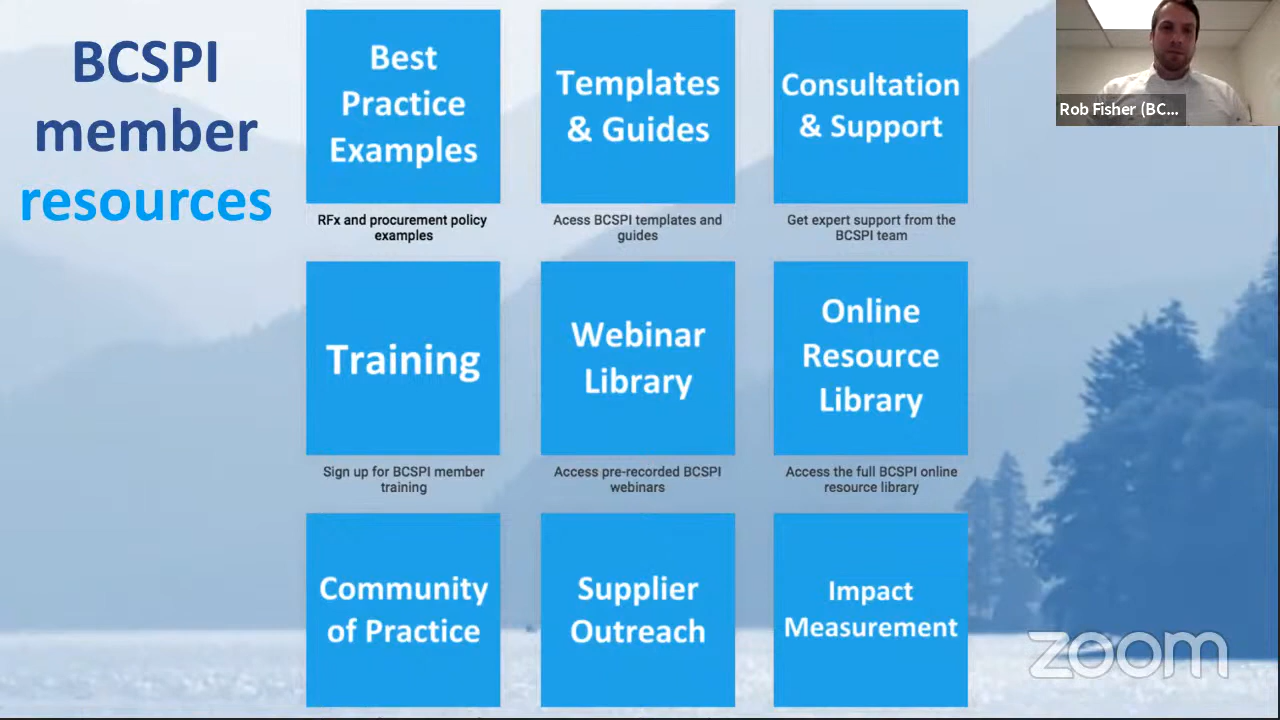 BCSPI
member
resources
Best
Practice
Examples
RFx and procurement policy
examples
Templates
& Guides
Acess BCSPI templates and
guides
Consultation
& Support
Get expert support from the
BCSPI team
Training
Sign up for BCSPI member
training
Webinar
Library
Access pre-recorded BCSPI
webinars
Online
Resource
Library
Access the full BCSPI online
resource library
Community
of Practice
Supplier
Outreach
Impact
Measurement
Rob Fisher (BC...
zoom